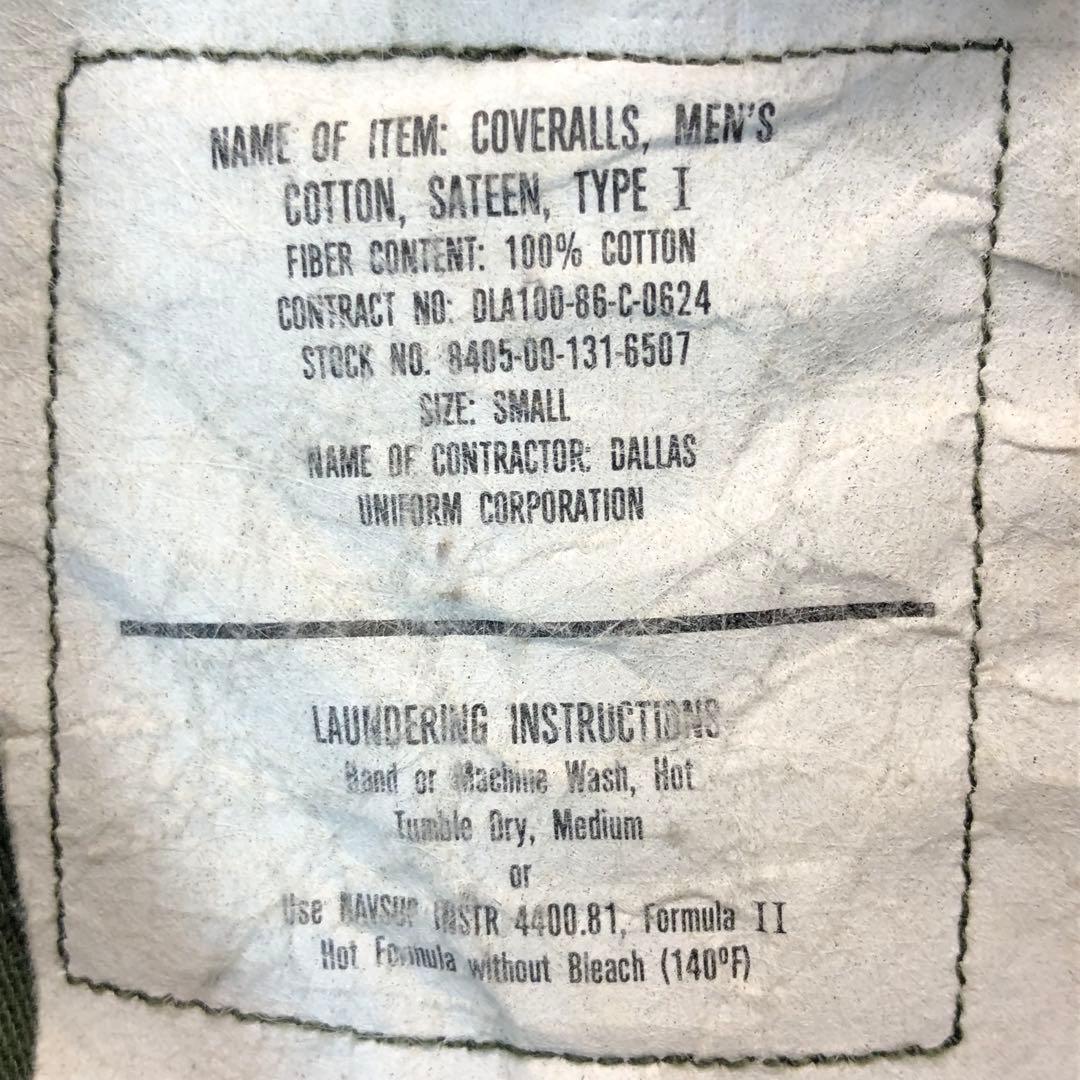 NAME OF ITEM: COVERALLS, MEN'S
COTTON, SATEEN, TYPE I
FIBER CONTENT: 100% COTTON
CONTRACT NO: DLA100-86-C-0624
STOCK NO. 8405-00-131-6507
SIZE: SMALL
NAME OF CONTRACTOR: DALLAS
UNIFORM CORPORATION
LAUNDERING INSTRUCTIONS
Hand or Machine Wash, Hot
Tumble Dry, Medium
or
Use NAVSUP INSTR 4400.81, Formula II
Hot Formula without Bleach (140ºF)